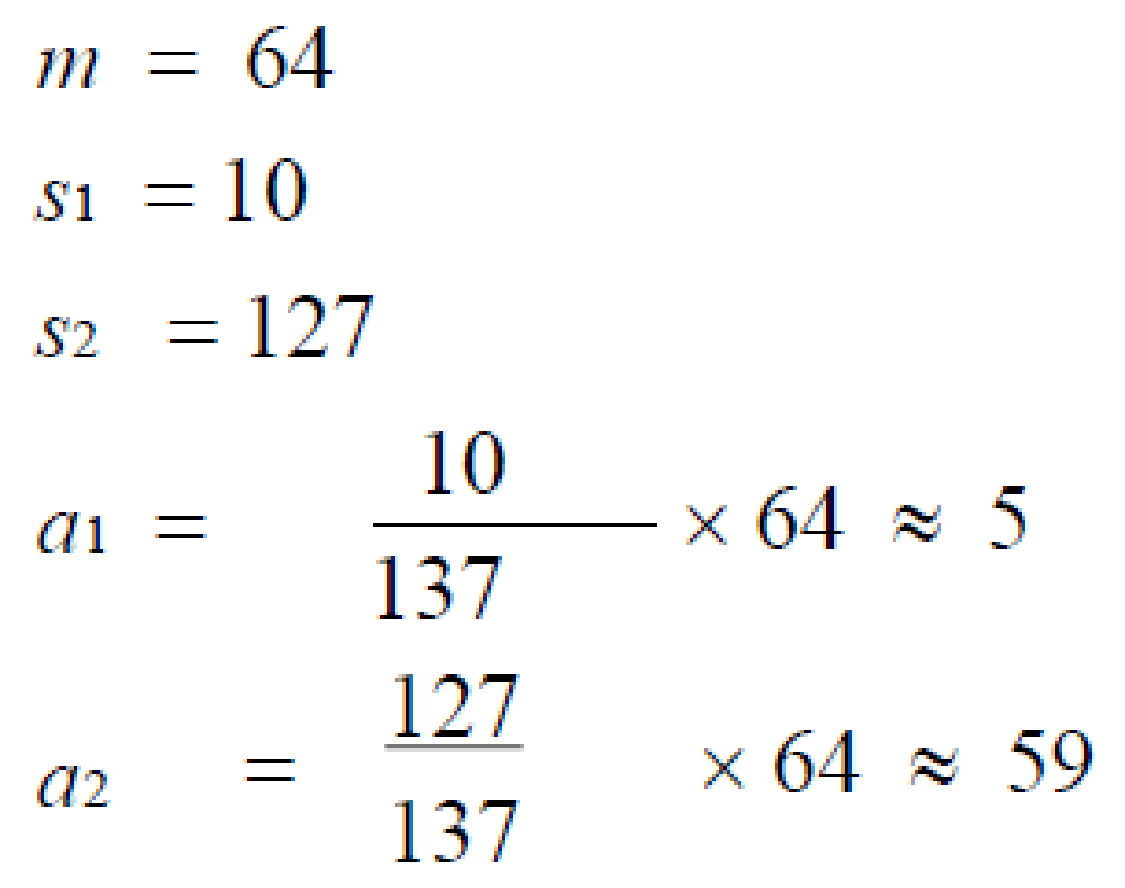 m = 64
s1 = 10
s2 = 127
a1 = 10/137 × 64 ≈ 5
a2 = 127/137 × 64 ≈ 59